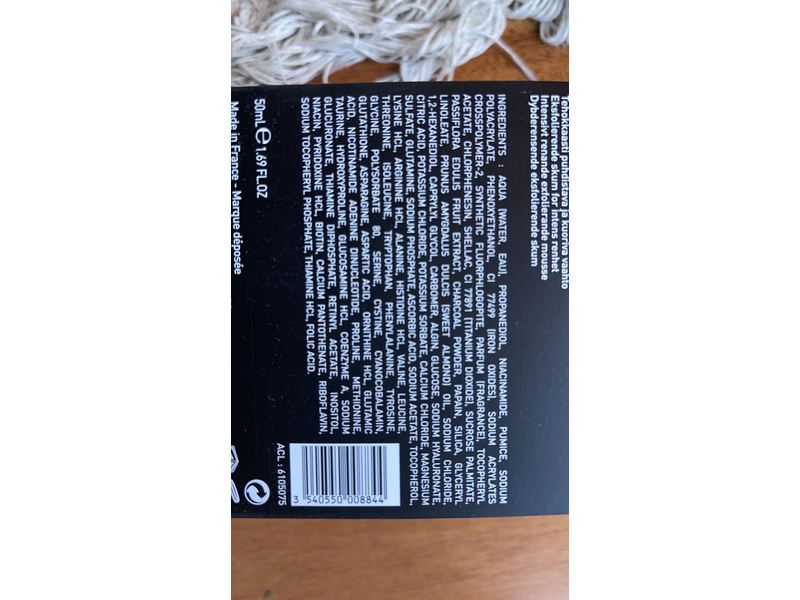 Tehokkaasti puhdistava ja kuoriva vaahto
Eksfolierende skum for intens renhet
Intensivt renande exfolierende mousse
Dybderensende eksfolierende skum
INGREDIENTS : AQUA (WATER, EAU), PROPANEDIOL, NIACINAMIDE, PUMICE, SODIUM
POLYACRYLATE, PHENOXYETHANOL, CI 77499 (IRON OXIDES), SODIUM ACRYLATES
CROSSPOLYMER-2, SYNTHETIC FLUORPHLOGOPITE, PARFUM (FRAGRANCE), TOCOPHERYL
ACETATE, CHLORPHENESIN, SHELLAC, CI 77891 (TITANIUM DIOXIDE), SUCROSE PALMITATE,
PASSIFLORA EDULIS FRUIT EXTRACT, CHARCOAL POWDER, PAPAIN, SILICA, GLYCERYL
LINOLEATE, PRUNUS AMYGDALUS DULCIS (SWEET ALMOND) OIL, SODIUM CHLORIDE,
1,2-HEXANEDIOL, CAPRYLYL GLYCOL, CARBOMER, ALGIN, GLUCOSE, SODIUM HYALURONATE,
CITRIC ACID, POTASSIUM CHLORIDE, POTASSIUM SORBATE, CALCIUM CHLORIDE, MAGNESIUM
SULFATE, GLUTAMINE, SODIUM PHOSPHATE, ASCORBIC ACID, SODIUM ACETATE, TOCOPHEROL,
LYSINE HCL, ARGININE HCL, ALANINE, HISTIDINE HCL, VALINE, LEUCINE,
THREONINE, ISOLEUCINE, TRYPTOPHAN, PHENYLALANINE, TYROSINE,
GLYCINE, POLYSORBATE 80, SERINE, CYSTINE, CYANOCOBALAMIN,
GLUTATHIONE, ASPARAGINE, ASPARTIC ACID, ORNITHINE HCL, GLUTAMIC
ACID, NICOTINAMIDE ADENINE DINUCLEOTIDE, PROLINE, METHIONINE,
TAURINE, HYDROXYPROLINE, GLUCOSAMINE HCL, COENZYME A, SODIUM
GLUCURONATE, THIAMINE DIPHOSPHATE, RETINYL ACETATE, INOSITOL,
NIACIN, PYRIDOXINE HCL, BIOTIN, CALCIUM PANTOTHENATE, RIBOFLAVIN,
SODIUM TOCOPHERYL PHOSPHATE, THIAMINE HCL, FOLIC ACID.
3 540550 008844
ACL : 6105075
50mL e 1.69 FL.OZ
Made in France - Marque déposée